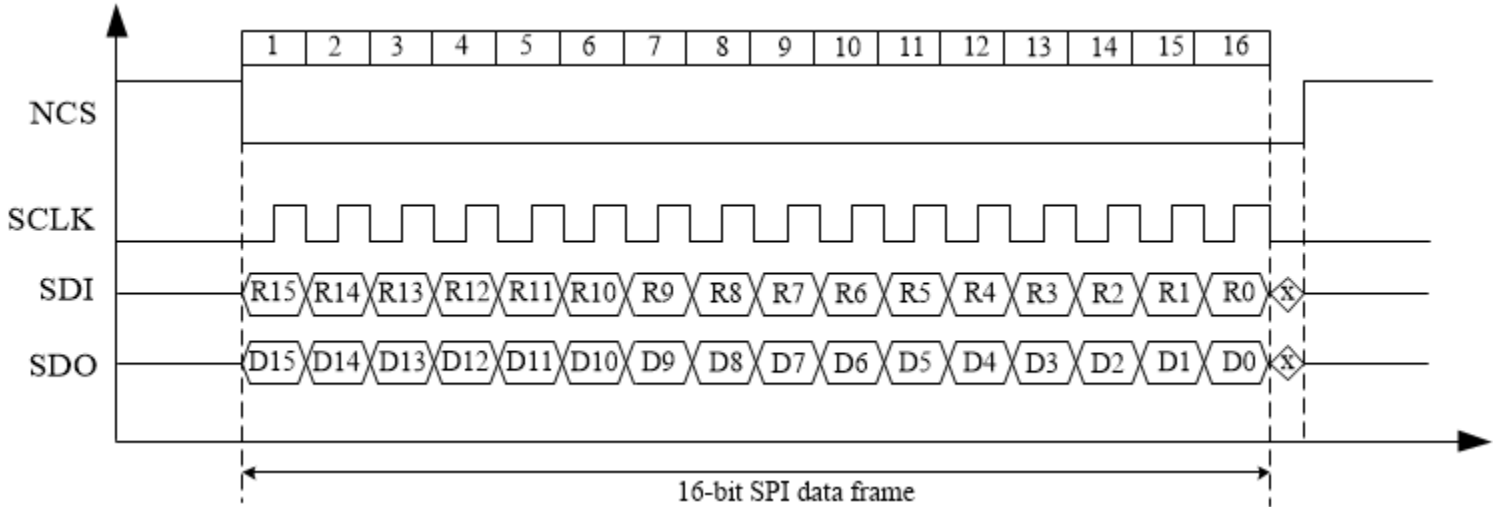 1 2 3 4 5 6 7 8 9 10 11 12 13 14 15 16
NCS
SCLK
SDI R15 R14 R13 R12 R11 R10 R9 R8 R7 R6 R5 R4 R3 R2 R1 R0 X
SDO D15 D14 D13 D12 D11 D10 D9 D8 D7 D6 D5 D4 D3 D2 D1 D0 X
16-bit SPI data frame